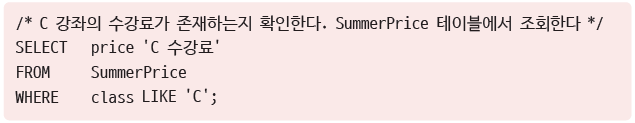 /* C 강좌의 수강료가 존재하는지 확인한다. SummerPrice 테이블에서 조회한다 */
SELECT price 'C 수강료'
FROM SummerPrice
WHERE class LIKE 'C';